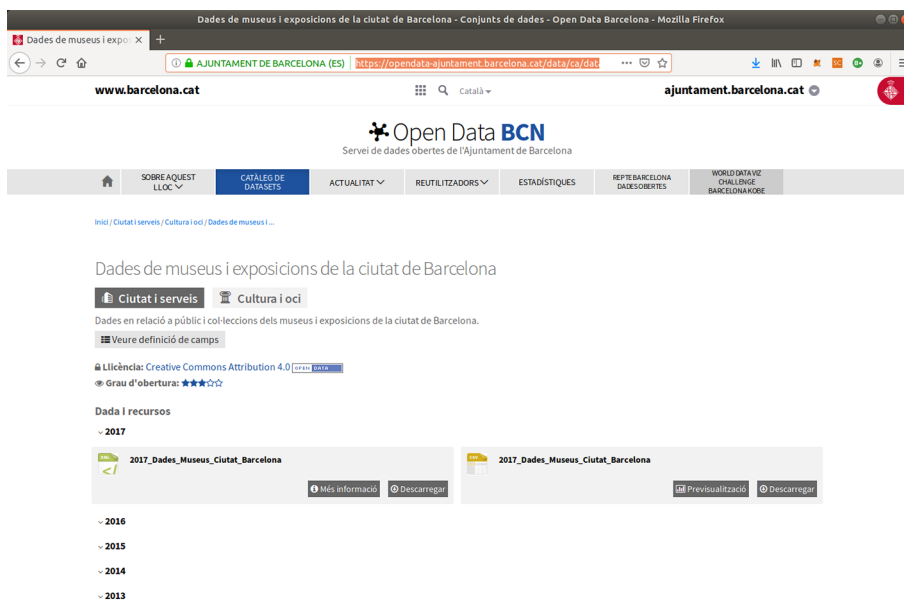 Dades de museus i exposicions de la ciutat de Barcelona - Conjunts de dades - Open Data Barcelona - Mozilla Firefox
Dades de museus i expo
AJUNTAMENT DE BARCELONA (ES) https://opendata-ajuntament.barcelona.cat/data/ca/dat
www.barcelona.cat Català ajuntament.barcelona.cat
Open Data BCN
Servei de dades obertes de l'Ajuntament de Barcelona
SOBRE AQUEST LLOC
CATÀLEG DE DATASETS
ACTUALITAT
REUTILITZADORS
ESTADÍSTIQUES
REPTE BARCELONA DADES OBERTES
WORLD DATA VIZ CHALLENGE BARCELONA KOBE
Inici / Ciutat i serveis / Cultura i oci / Dades de museus i ...
Dades de museus i exposicions de la ciutat de Barcelona
Ciutat i serveis Cultura i oci
Dades en relació a públic i col·leccions dels museus i exposicions de la ciutat de Barcelona.
Veure definició de camps
Llicència: Creative Commons Attribution 4.0 OPEN DATA
Grau d'obertura: ★★★☆☆
Dada i recursos
2017
2017_Dades_Museus_Ciutat_Barcelona
Més informació Descarregar
2017_Dades_Museus_Ciutat_Barcelona
Previsualització Descarregar
2016
2015
2014
2013